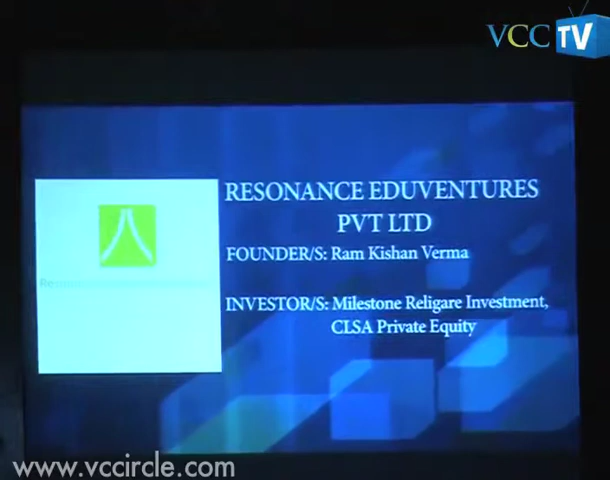 VCC TV
RESONANCE EDUVENTURES
PVT LTD
FOUNDER/S: Ram Kishan Verma
INVESTOR/S: Milestone Religare Investment,
CLSA Private Equity
www.vccircle.com